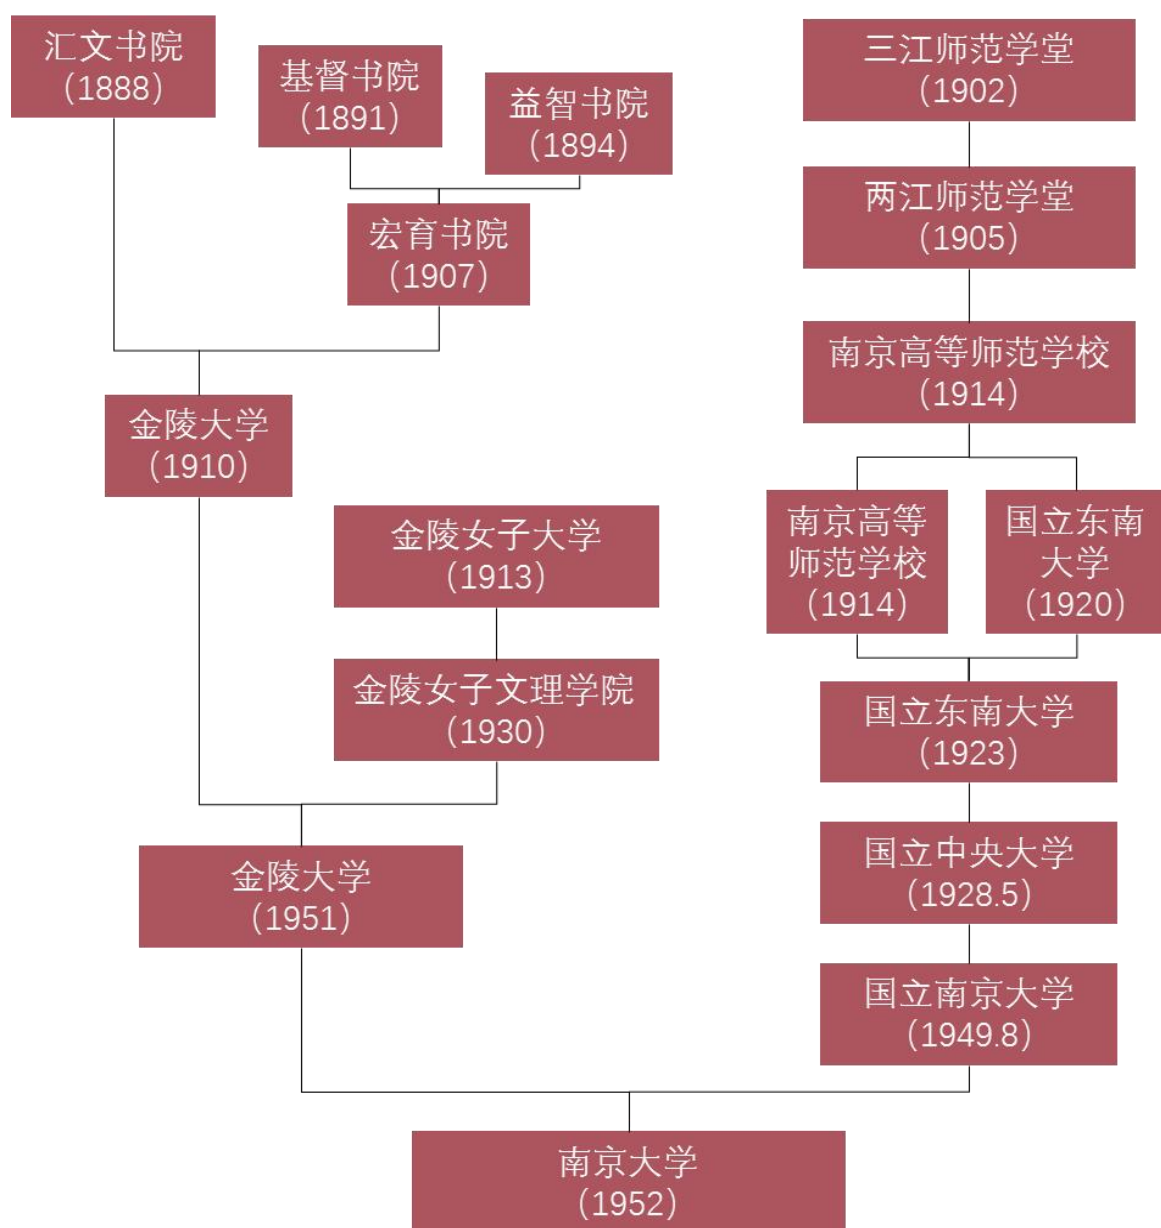 汇文书院
（1888）
基督书院
（1891）
益智书院
（1894）
宏育书院
（1907）
金陵大学
（1910）
金陵女子大学
（1913）
金陵女子文理学院
（1930）
金陵大学
（1951）
三江师范学堂
（1902）
两江师范学堂
（1905）
南京高等师范学校
（1914）
南京高等
师范学校
（1914）
国立东南
大学
（1920）
国立东南大学
（1923）
国立中央大学
（1928.5）
国立南京大学
（1949.8）
南京大学
（1952）